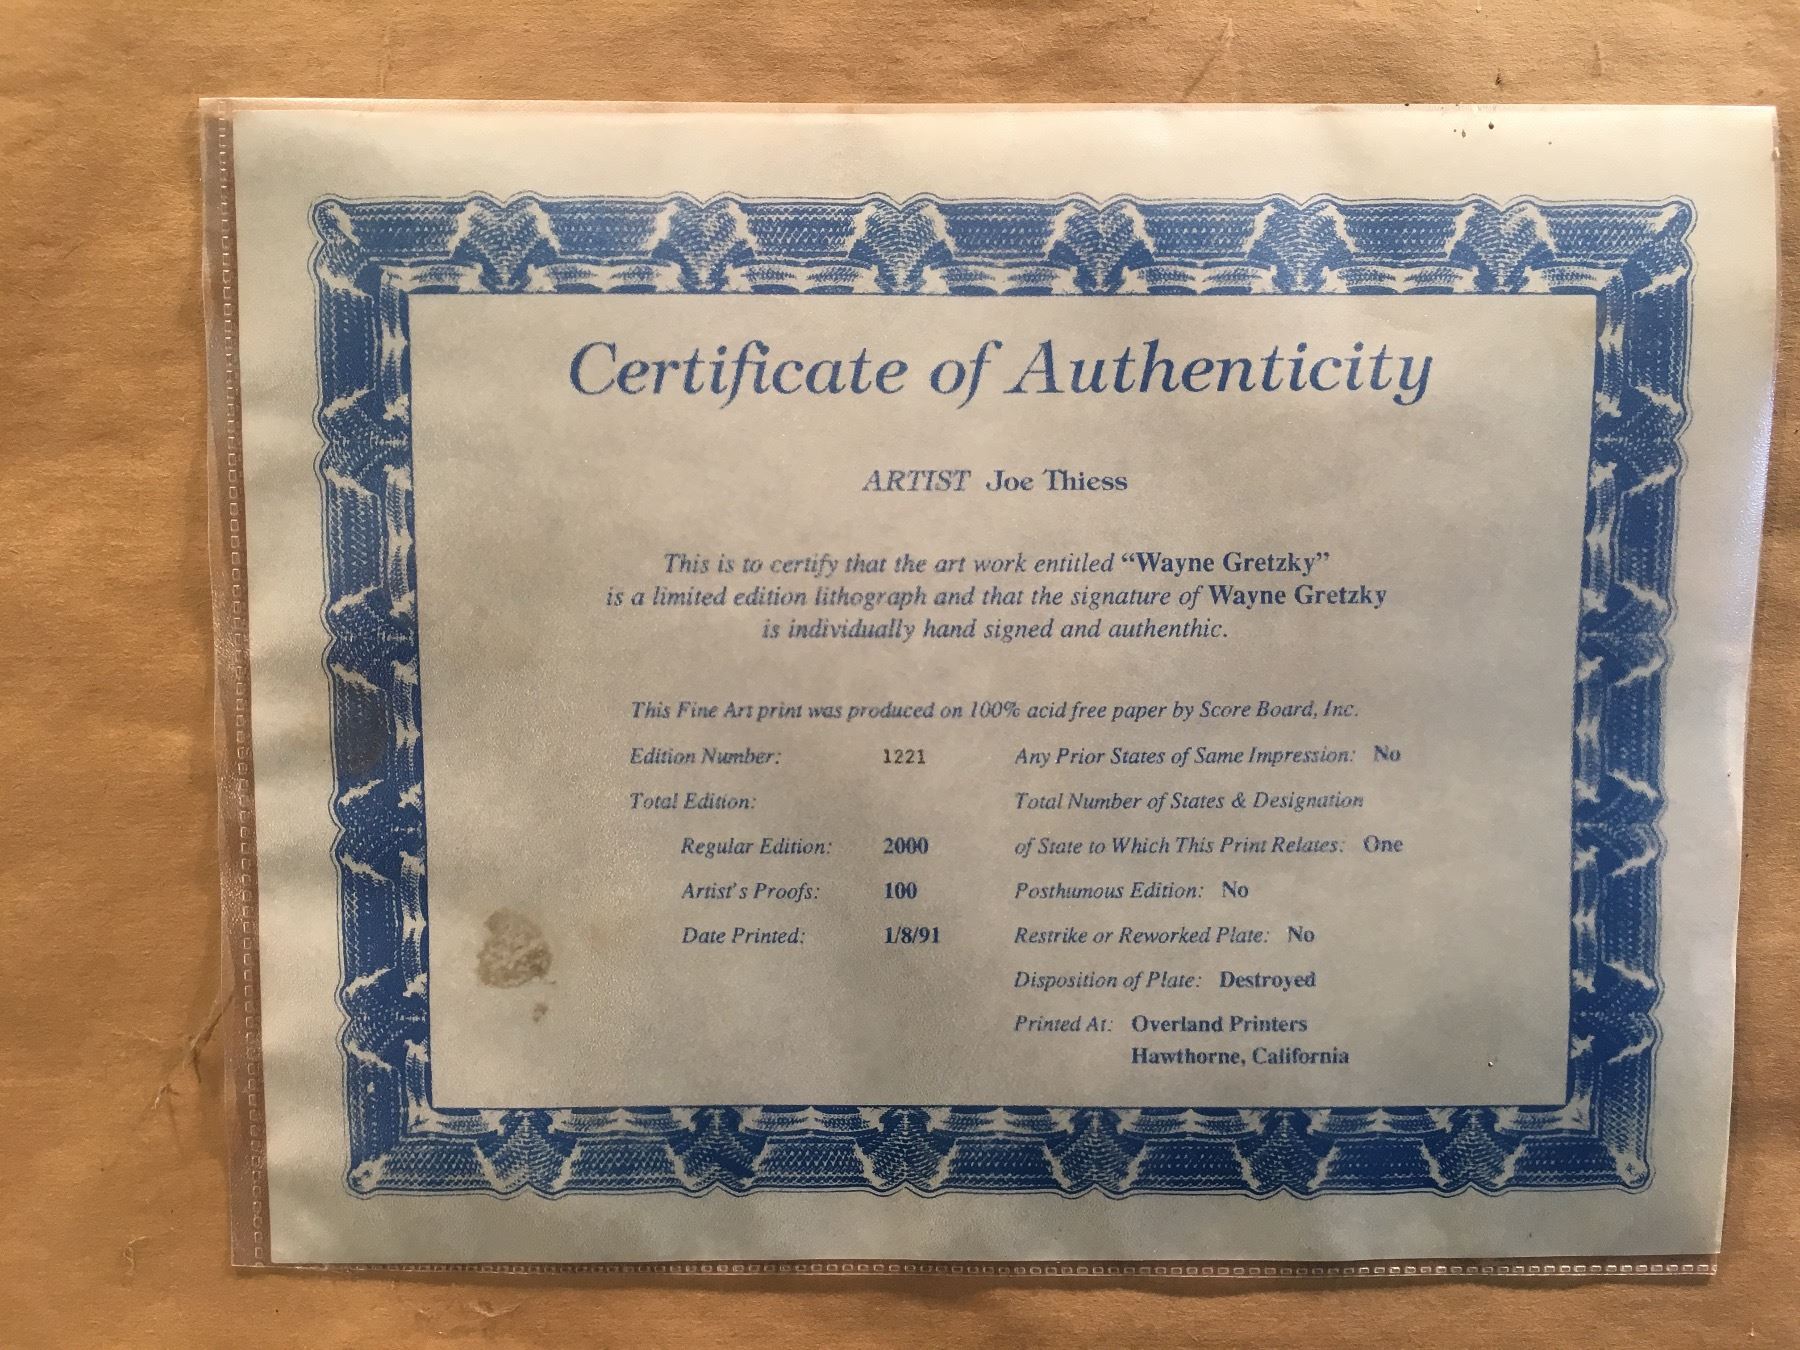 Certificate of Authenticity
ARTIST Joe Thiess
This is to certify that the art work entitled “Wayne Gretzky”
is a limited edition lithograph and that the signature of Wayne Gretzky
is individually hand signed and authenthic.
This Fine Art print was produced on 100% acid free paper by Score Board, Inc.
Edition Number: 1221
Total Edition:
Regular Edition: 2000
Artist's Proofs: 100
Date Printed: 1/8/91
Any Prior States of Same Impression: No
Total Number of States & Designation
of State to Which This Print Relates: One
Posthumous Edition: No
Restrike or Reworked Plate: No
Disposition of Plate: Destroyed
Printed At: Overland Printers
Hawthorne, California